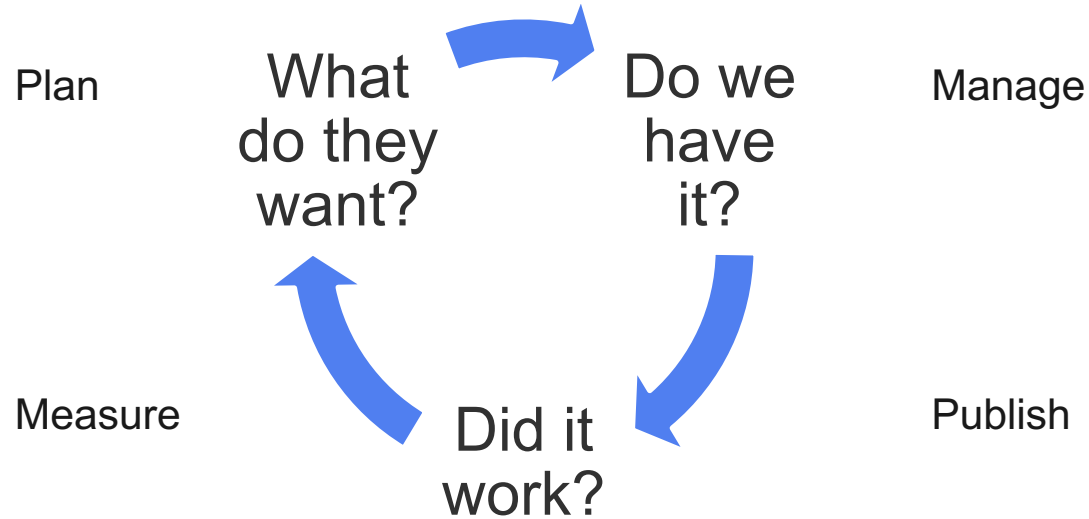 Plan
What
do they
want?
Do we
have
it?
Manage
Measure
Did it
work?
Publish